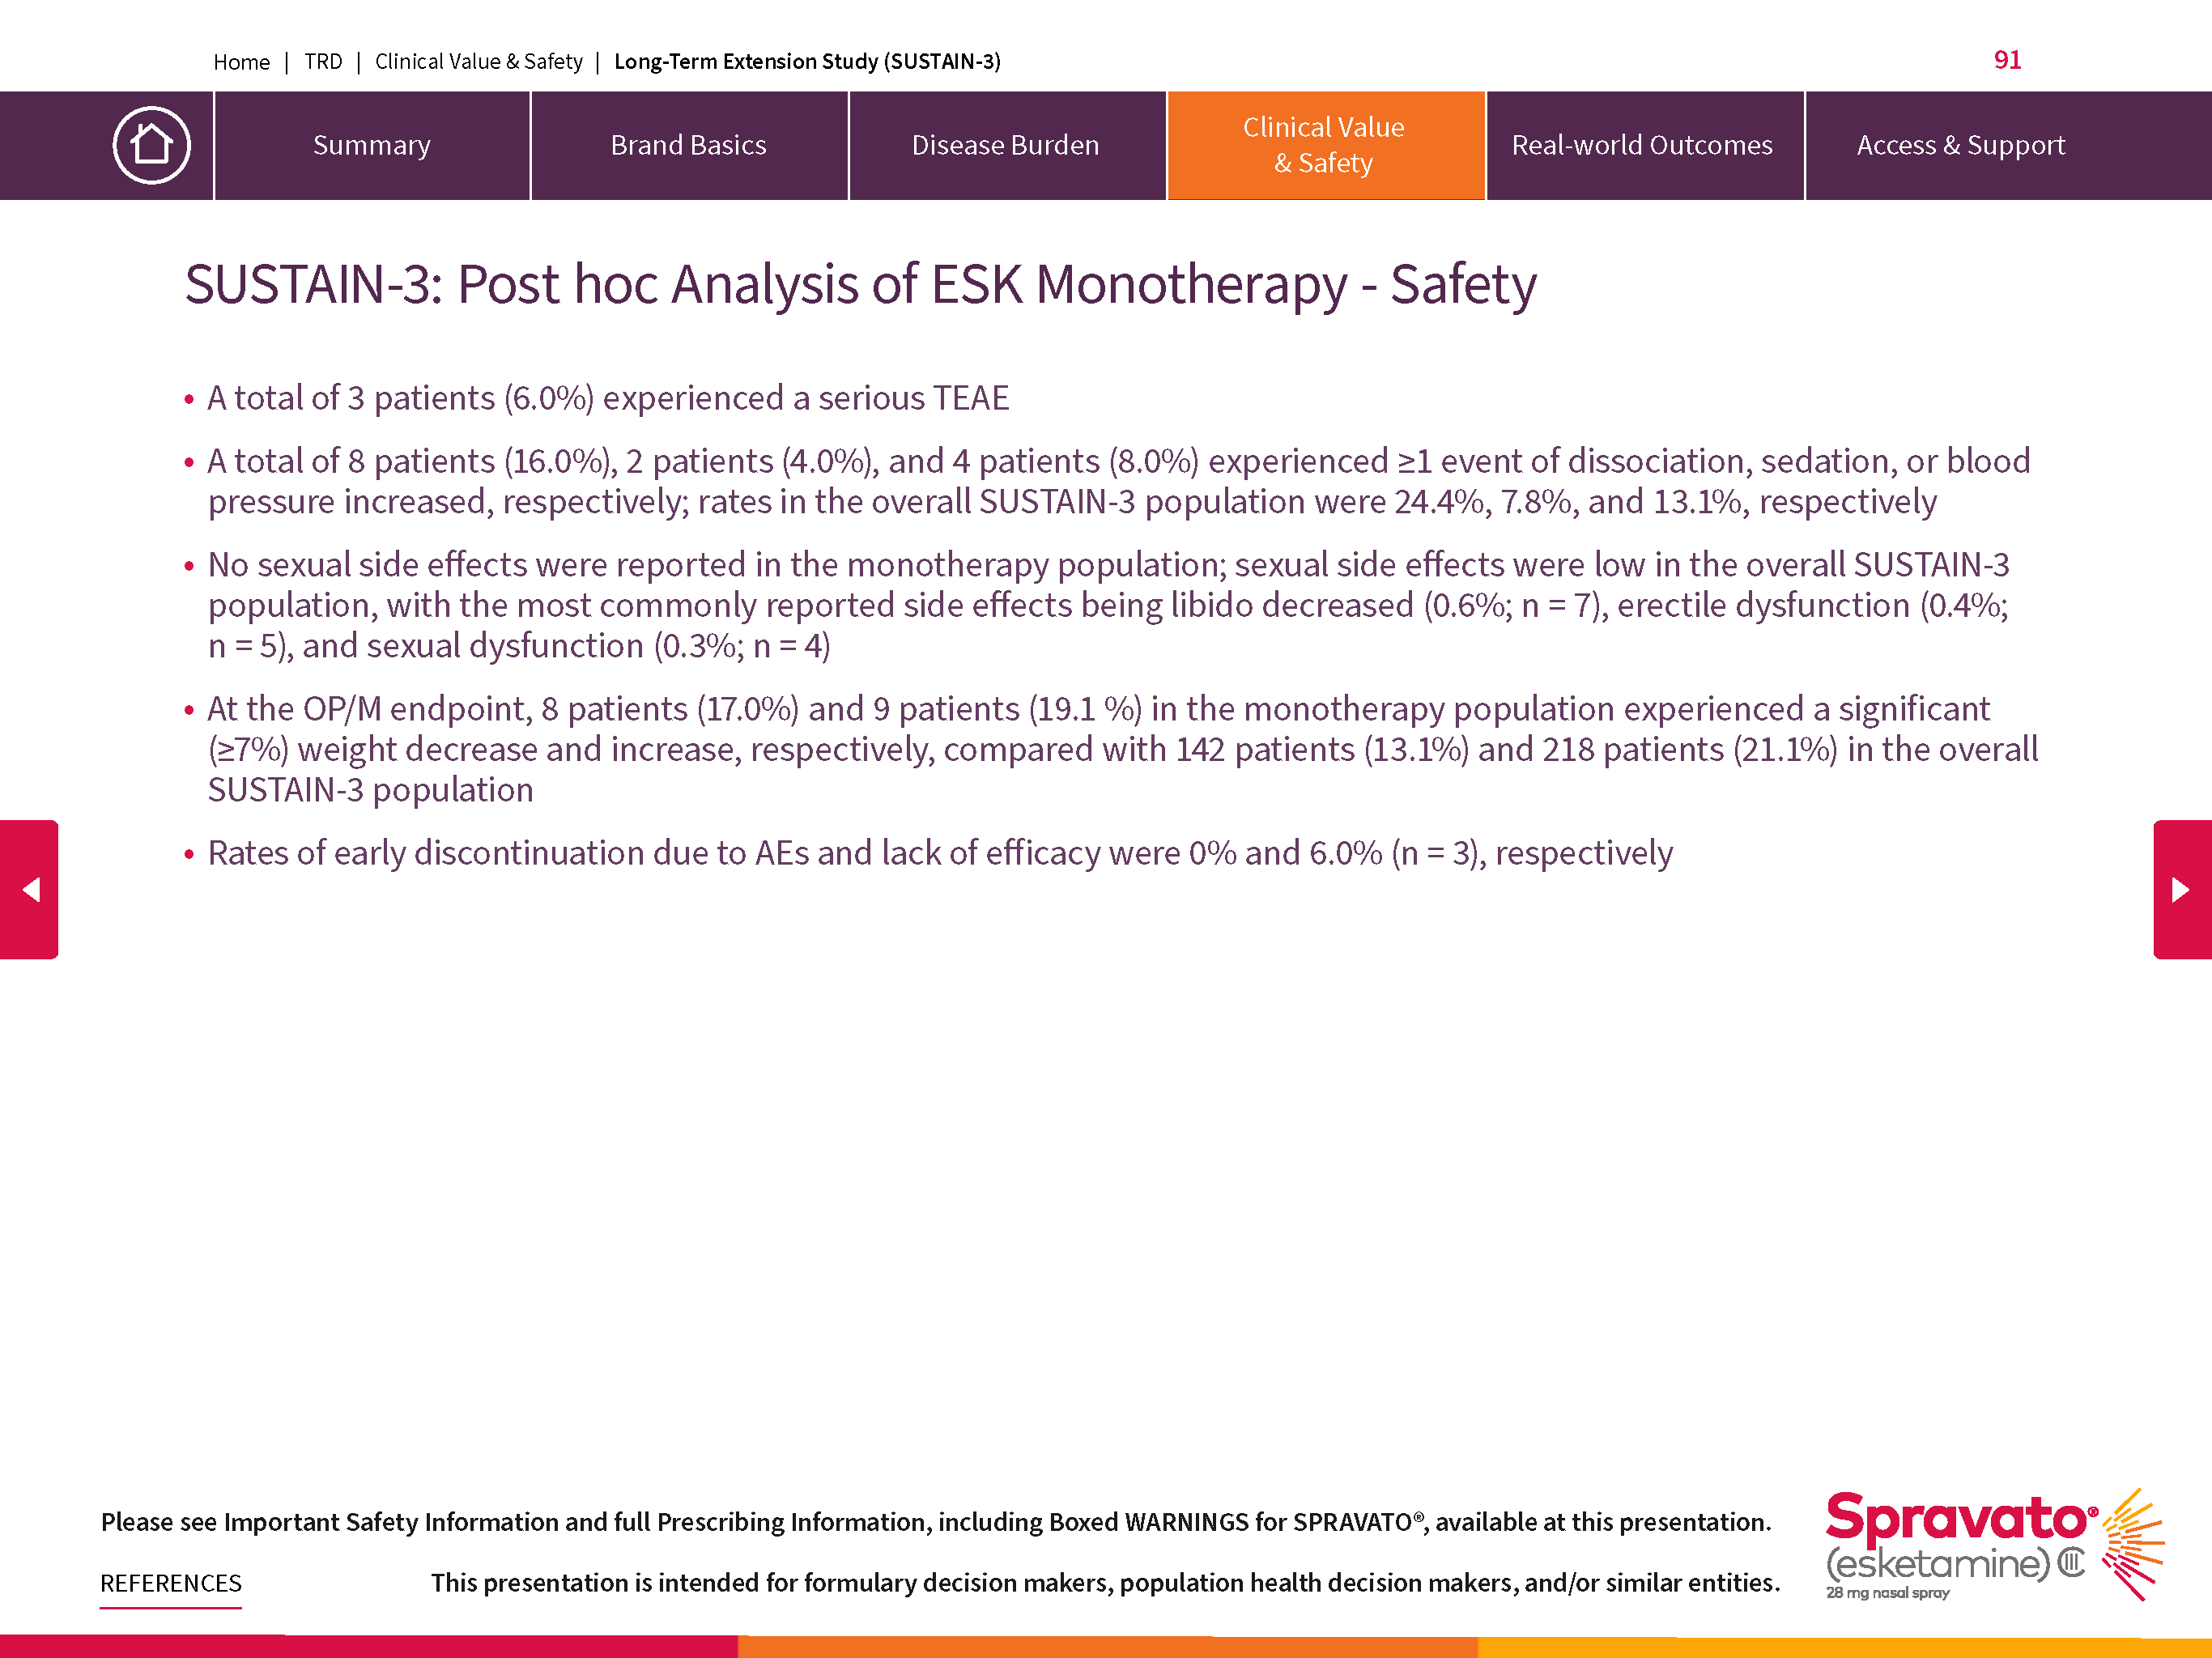 Home | TRD | Clinical Value & Safety | Long-Term Extension Study (SUSTAIN-3)
91
Summary
Brand Basics
Disease Burden
Clinical Value
& Safety
Real-world Outcomes
Access & Support
SUSTAIN-3: Post hoc Analysis of ESK Monotherapy - Safety
• A total of 3 patients (6.0%) experienced a serious TEAE
• A total of 8 patients (16.0%), 2 patients (4.0%), and 4 patients (8.0%) experienced ≥1 event of dissociation, sedation, or blood
pressure increased, respectively; rates in the overall SUSTAIN-3 population were 24.4%, 7.8%, and 13.1%, respectively
• No sexual side effects were reported in the monotherapy population; sexual side effects were low in the overall SUSTAIN-3
population, with the most commonly reported side effects being libido decreased (0.6%; n = 7), erectile dysfunction (0.4%;
n = 5), and sexual dysfunction (0.3%; n = 4)
• At the OP/M endpoint, 8 patients (17.0%) and 9 patients (19.1 %) in the monotherapy population experienced a significant
(≥7%) weight decrease and increase, respectively, compared with 142 patients (13.1%) and 218 patients (21.1%) in the overall
SUSTAIN-3 population
• Rates of early discontinuation due to AEs and lack of efficacy were 0% and 6.0% (n = 3), respectively
Please see Important Safety Information and full Prescribing Information, including Boxed WARNINGS for SPRAVATO®, available at this presentation.
REFERENCES
This presentation is intended for formulary decision makers, population health decision makers, and/or similar entities.
Spravato®
(esketamine) CIII
28 mg nasal spray